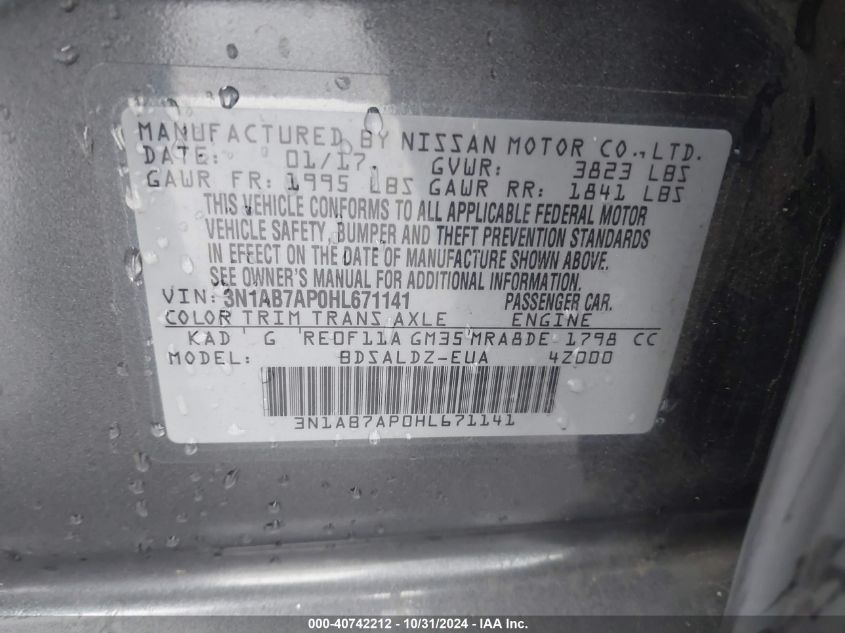 MANUFACTURED BY NISSAN MOTOR CO., LTD.
DATE: 01/17. GVWR: 3823 LBS
GAWR FR: 1995 LBS GAWR RR: 1841 LBS
THIS VEHICLE CONFORMS TO ALL APPLICABLE FEDERAL MOTOR
VEHICLE SAFETY, BUMPER AND THEFT PREVENTION STANDARDS
IN EFFECT ON THE DATE OF MANUFACTURE SHOWN ABOVE.
SEE OWNER'S MANUAL FOR ADDITIONAL INFORMATION.
VIN: 3N1AB7AP0HL671141 PASSENGER CAR.
COLOR TRIM TRANS AXLE ENGINE
KAD G RE0F11A GM35 MRA8DE 1798 CC
MODEL: BDSALDZ-EUA 4Z000
3N1AB7AP0HL671141
000-40742212 - 10/31/2024 - IAA Inc.